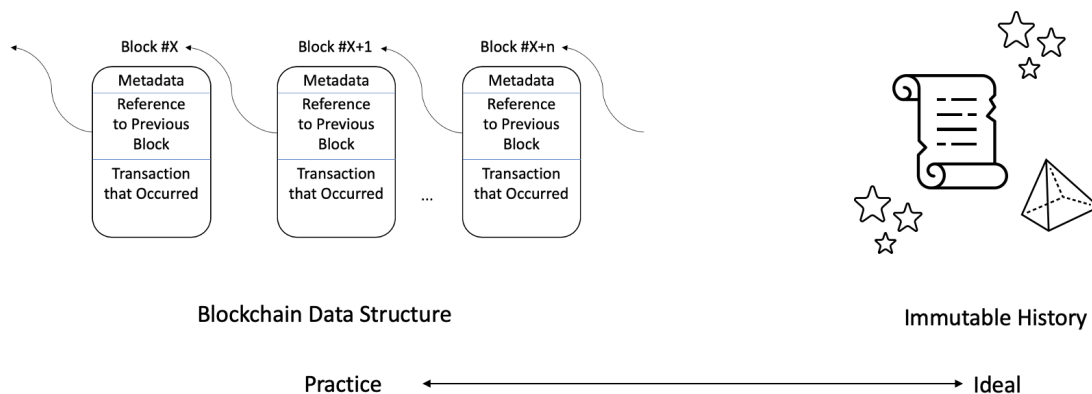 Block #X
Block #X+1
Block #X+n
Metadata
Reference
to Previous
Block
Transaction
that Occurred
Metadata
Reference
to Previous
Block
Transaction
that Occurred
...
Metadata
Reference
to Previous
Block
Transaction
that Occurred
Blockchain Data Structure
Immutable History
Practice
Ideal